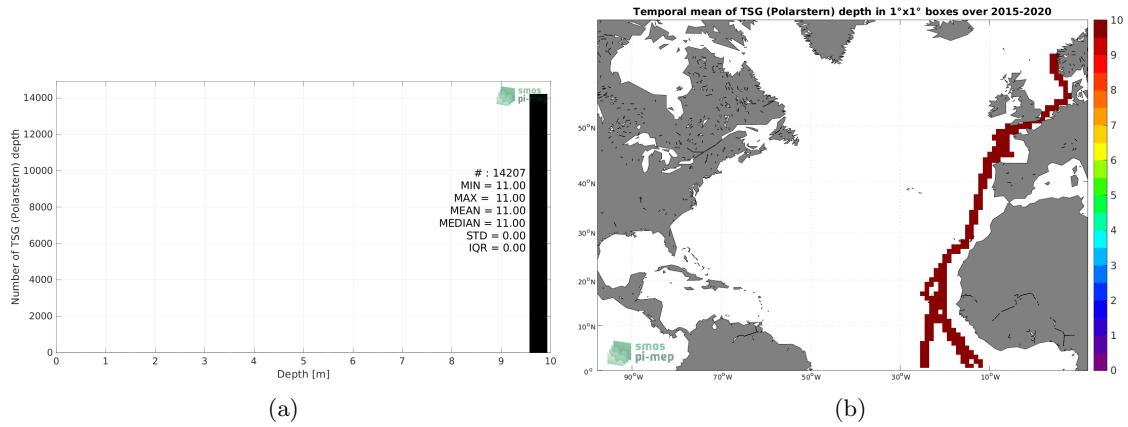 Temporal mean of TSG (Polarstern) depth in 1°x1° boxes over 2015-2020
Number of TSG (Polarstern) depth
14000
12000
10000
8000
6000
4000
2000
0
smos
pi-mep
# : 14207
MIN = 11.00
MAX = 11.00
MEAN = 11.00
MEDIAN = 11.00
STD = 0.00
IQR = 0.00
0 1 2 3 4 5 6 7 8 9 10
Depth [m]
(a)
50°N
40°N
30°N
20°N
10°N
0°
90°W 70°W 50°W 30°W 10°W
smos
pi-mep
10
9
8
7
6
5
4
3
2
1
0
(b)